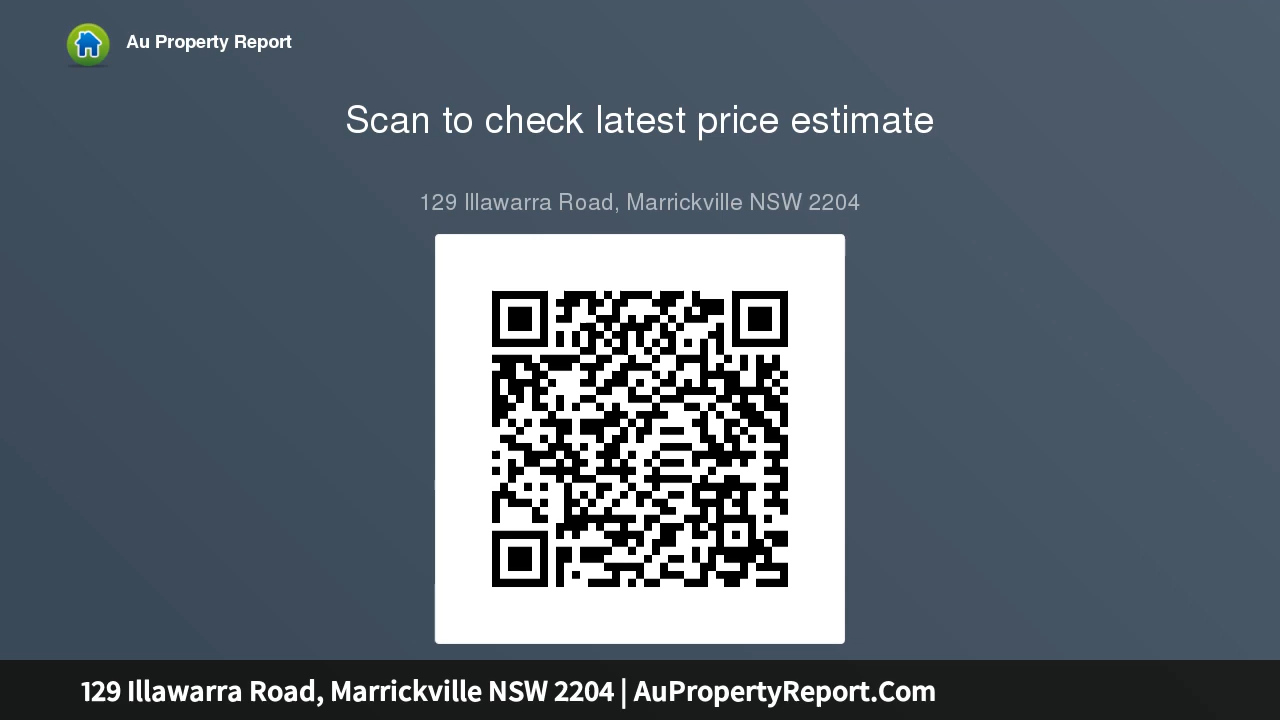 Au Property Report
Scan to check latest price estimate
129 Illawarra Road, Marrickville NSW 2204
129 Illawarra Road, Marrickville NSW 2204 | AuPropertyReport.Com